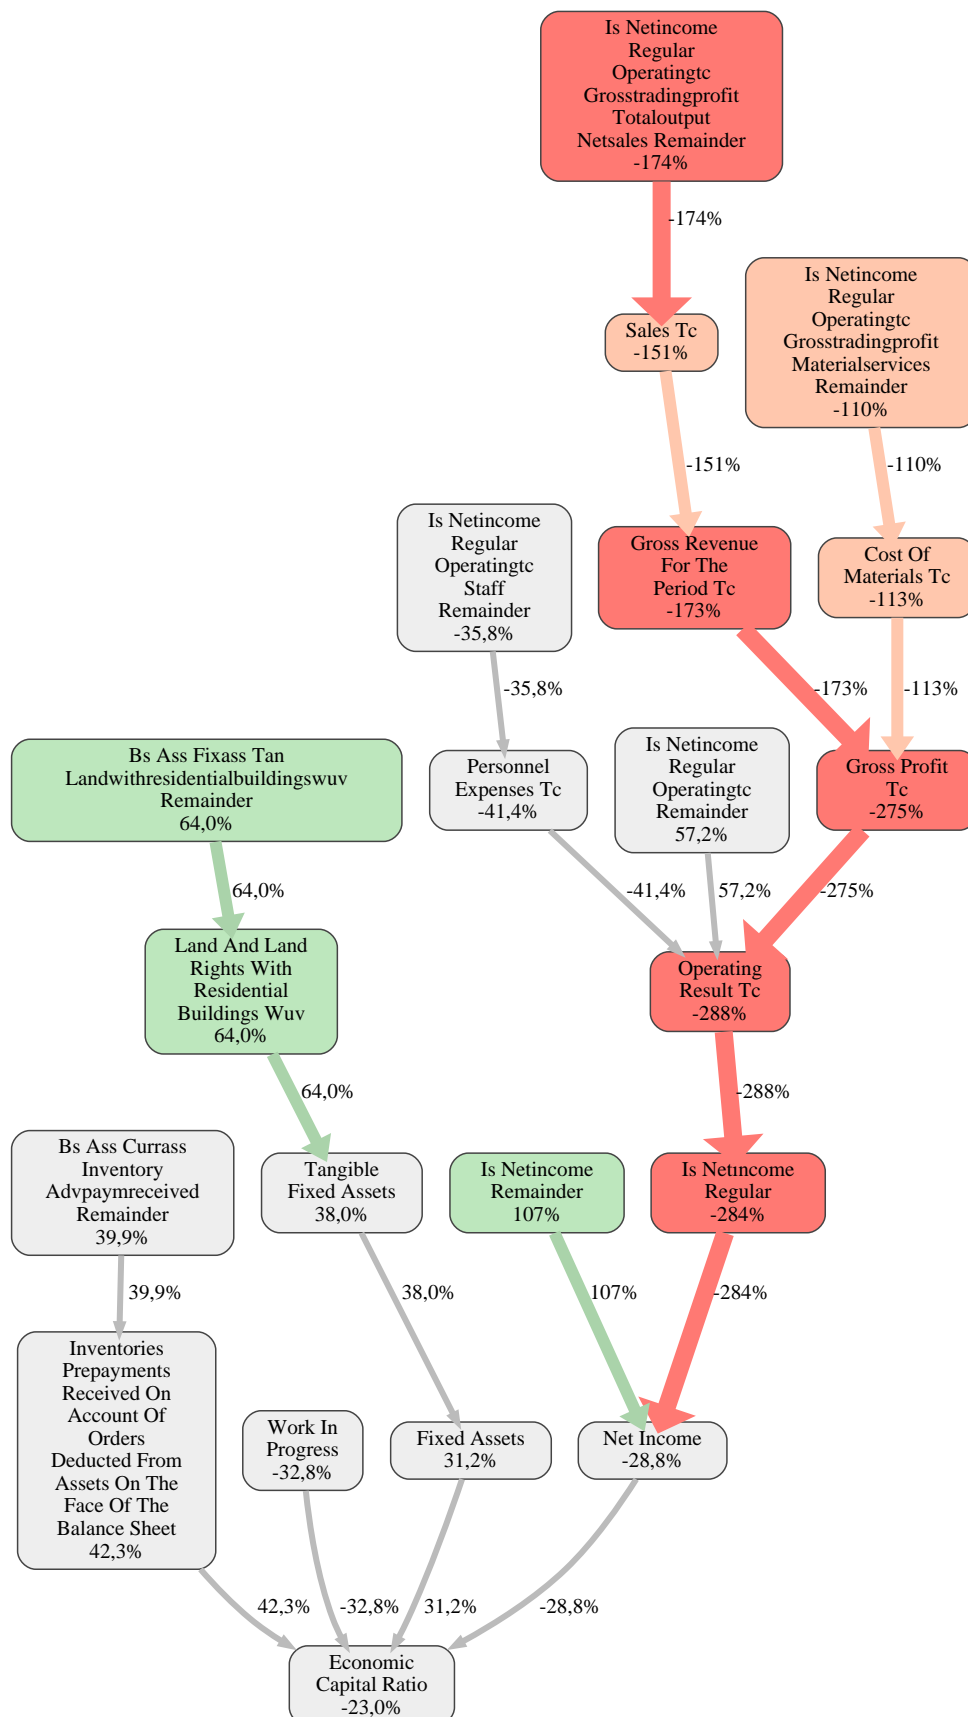 Is Netincome
Regular
Operatingtc
Grosstradingprofit
Totaloutput
Netsales Remainder
-174%
-174%
Is Netincome
Regular
Operatingtc
Grosstradingprofit
Materialservices
Remainder
-110%
Sales Tc
-151%
-151%
-110%
Is Netincome
Regular
Operatingtc
Staff
Remainder
-35,8%
Gross Revenue
For The
Period Tc
-173%
Cost Of
Materials Tc
-113%
-35,8%
-173%
-113%
Bs Ass Fixass Tan
Landwithresidentialbuildingswuv
Remainder
64,0%
Personnel
Expenses Tc
-41,4%
Is Netincome
Regular
Operatingtc
Remainder
57,2%
Gross Profit
Tc
-275%
64,0%
-41,4%
57,2%
-275%
Land And Land
Rights With
Residential
Buildings Wuv
64,0%
Operating
Result Tc
-288%
64,0%
-288%
Bs Ass Currass
Inventory
Advpaymreceived
Remainder
39,9%
Tangible
Fixed Assets
38,0%
Is Netincome
Remainder
107%
Is Netincome
Regular
-284%
39,9%
38,0%
107%
-284%
Inventories
Prepayments
Received On
Account Of
Orders
Deducted From
Assets On The
Face Of The
Balance Sheet
42,3%
Work In
Progress
-32,8%
Fixed Assets
31,2%
Net Income
-28,8%
42,3%
-32,8%
31,2%
-28,8%
Economic
Capital Ratio
-23,0%